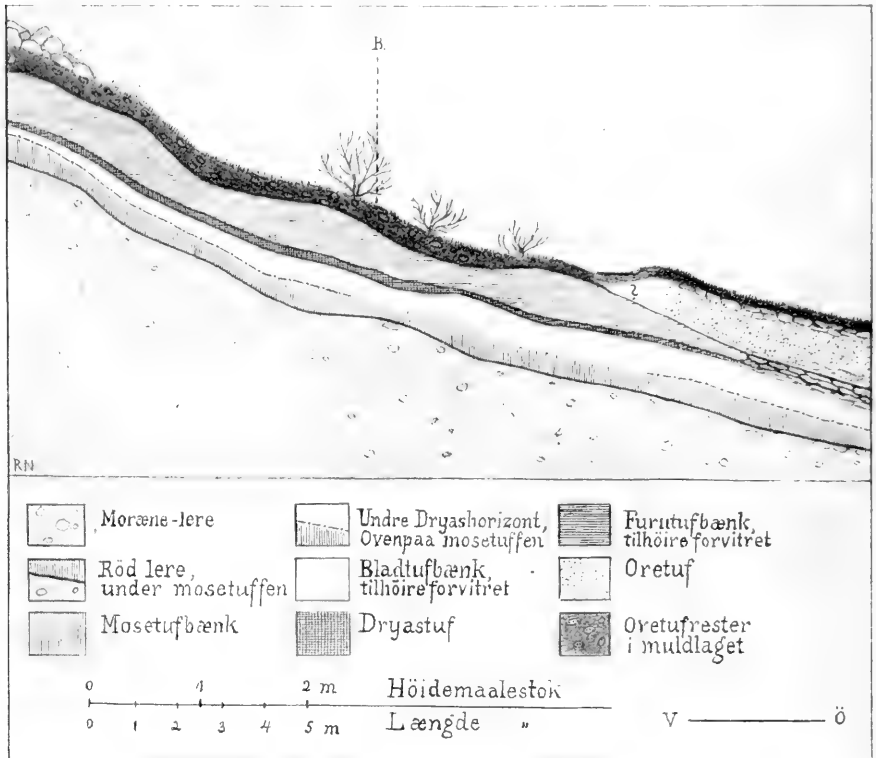 B.
2
RN
Moræne-lere
Röd lere,
under mosetuffen
Mosetufbænk
Undre Dryashorizont,
Ovenpaa mosetuffen
Bladtufbænk,
tilhöire forvitret
Dryastuf
Furutufbænk,
tilhöire forvitret
Oretuf
Oretufrester
i muldlaget
0 1 2 m Höidemaalestok
0 1 2 3 4 5 m Længde "
V Ö